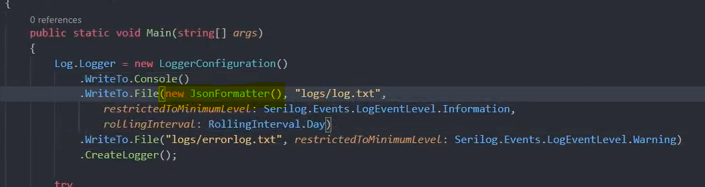 {
0 references
public static void Main(string[] args)
{
Log.Logger = new LoggerConfiguration()
.WriteTo.Console()
.WriteTo.File(new JsonFormatter(), "logs/log.txt",
restrictedToMinimumLevel: Serilog.Events.LogEventLevel.Information,
rollingInterval: RollingInterval.Day)
.WriteTo.File("logs/errorlog.txt", restrictedToMinimumLevel: Serilog.Events.LogEventLevel.Warning)
.CreateLogger();
try